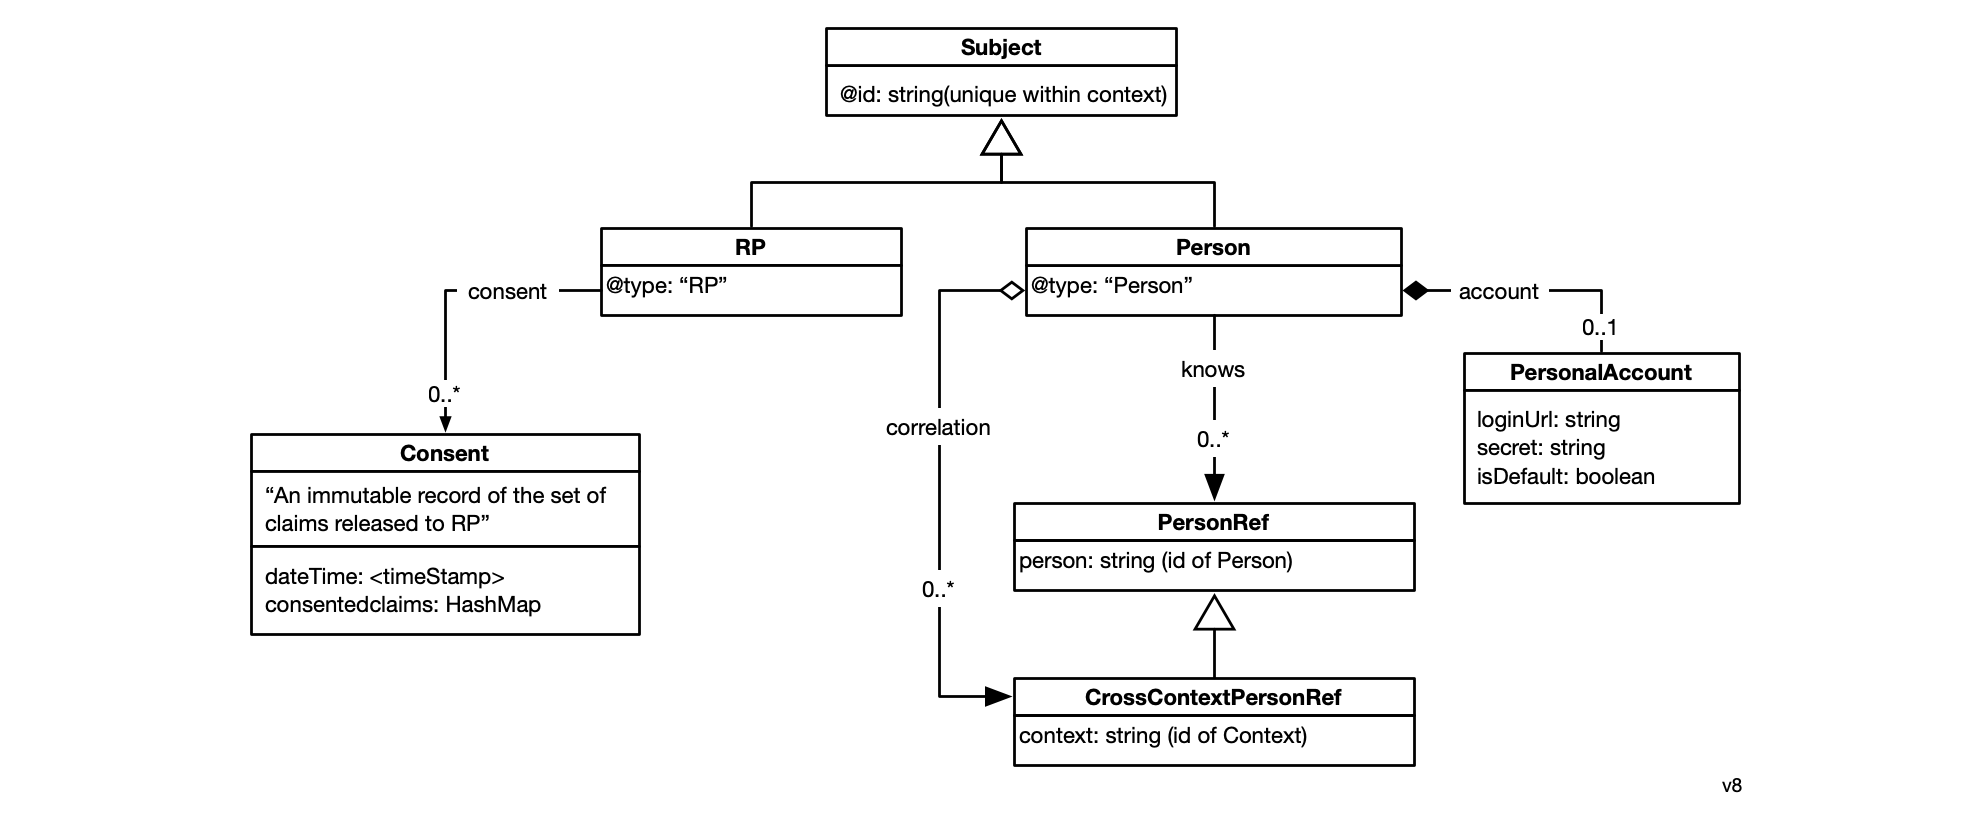 Subject
@id: string(unique within context)
RP
@type: “RP”
Person
@type: “Person”
consent
account
0..1
knows
PersonalAccount
loginUrl: string
secret: string
isDefault: boolean
0..*
correlation
0..*
Consent
“An immutable record of the set of
claims released to RP”
dateTime: <timeStamp>
consentedclaims: HashMap
PersonRef
person: string (id of Person)
0..*
CrossContextPersonRef
context: string (id of Context)
v8